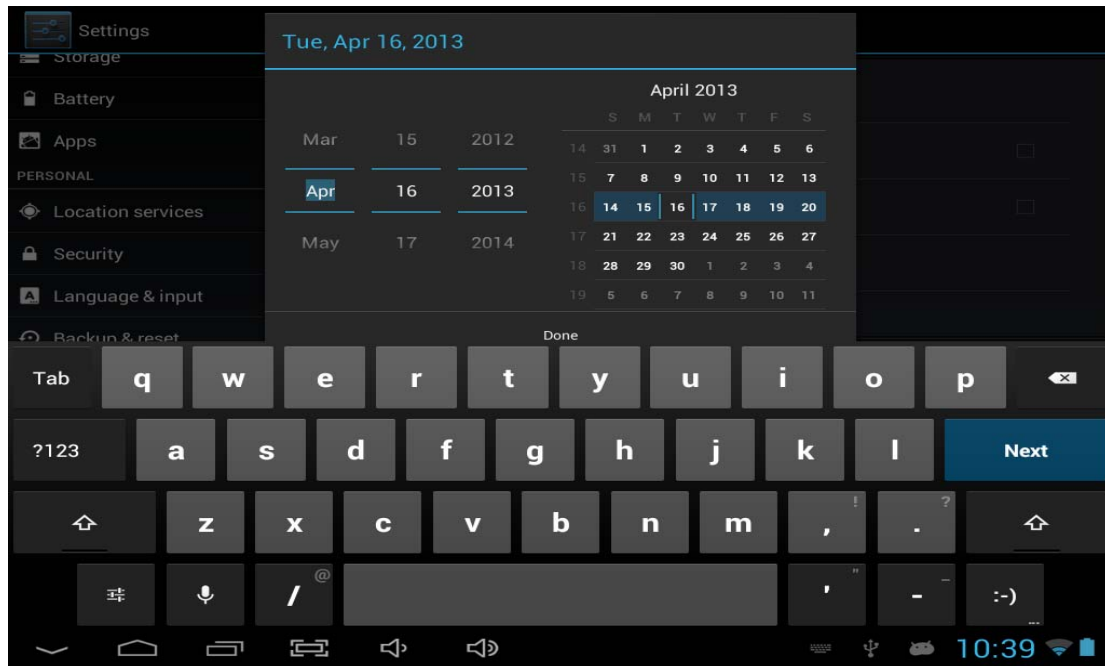 Settings
Tue, Apr 16, 2013
Storage
Battery
Apps
PERSONAL
Location services
Security
Language & input
Backup & reset
Mar 15 2012
Apr 16 2013
May 17 2014
April 2013
S M T W T F S
14 31 1 2 3 4 5 6
15 7 8 9 10 11 12 13
16 14 15 16 17 18 19 20
17 21 22 23 24 25 26 27
18 28 29 30 1 2 3 4
19 5 6 7 8 9 10 11
Done
Tab q w e r t y u i o p
?123 a s d f g h j k l Next
z x c v b n m , ! . ?
/ @ ' " - _ :-) ...
10:39